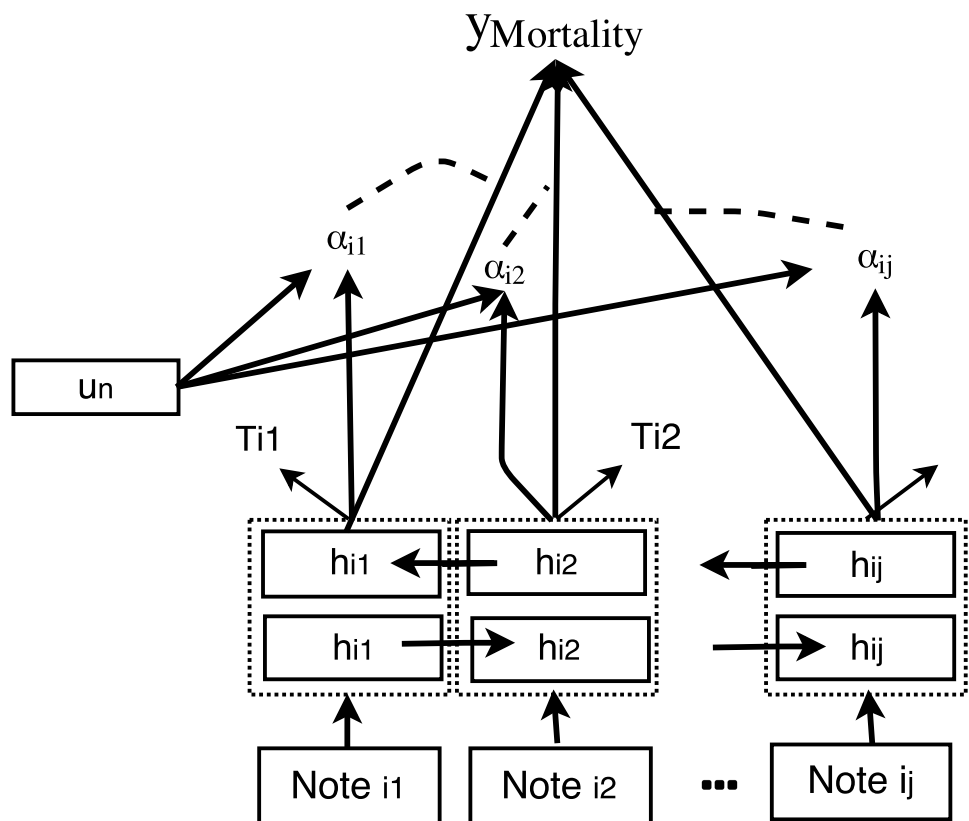 yMortality
αi1
αi2
αij
un
Ti1
Ti2
hi1
hi2
hij
hi1
hi2
hij
Note i1
Note i2
...
Note ij